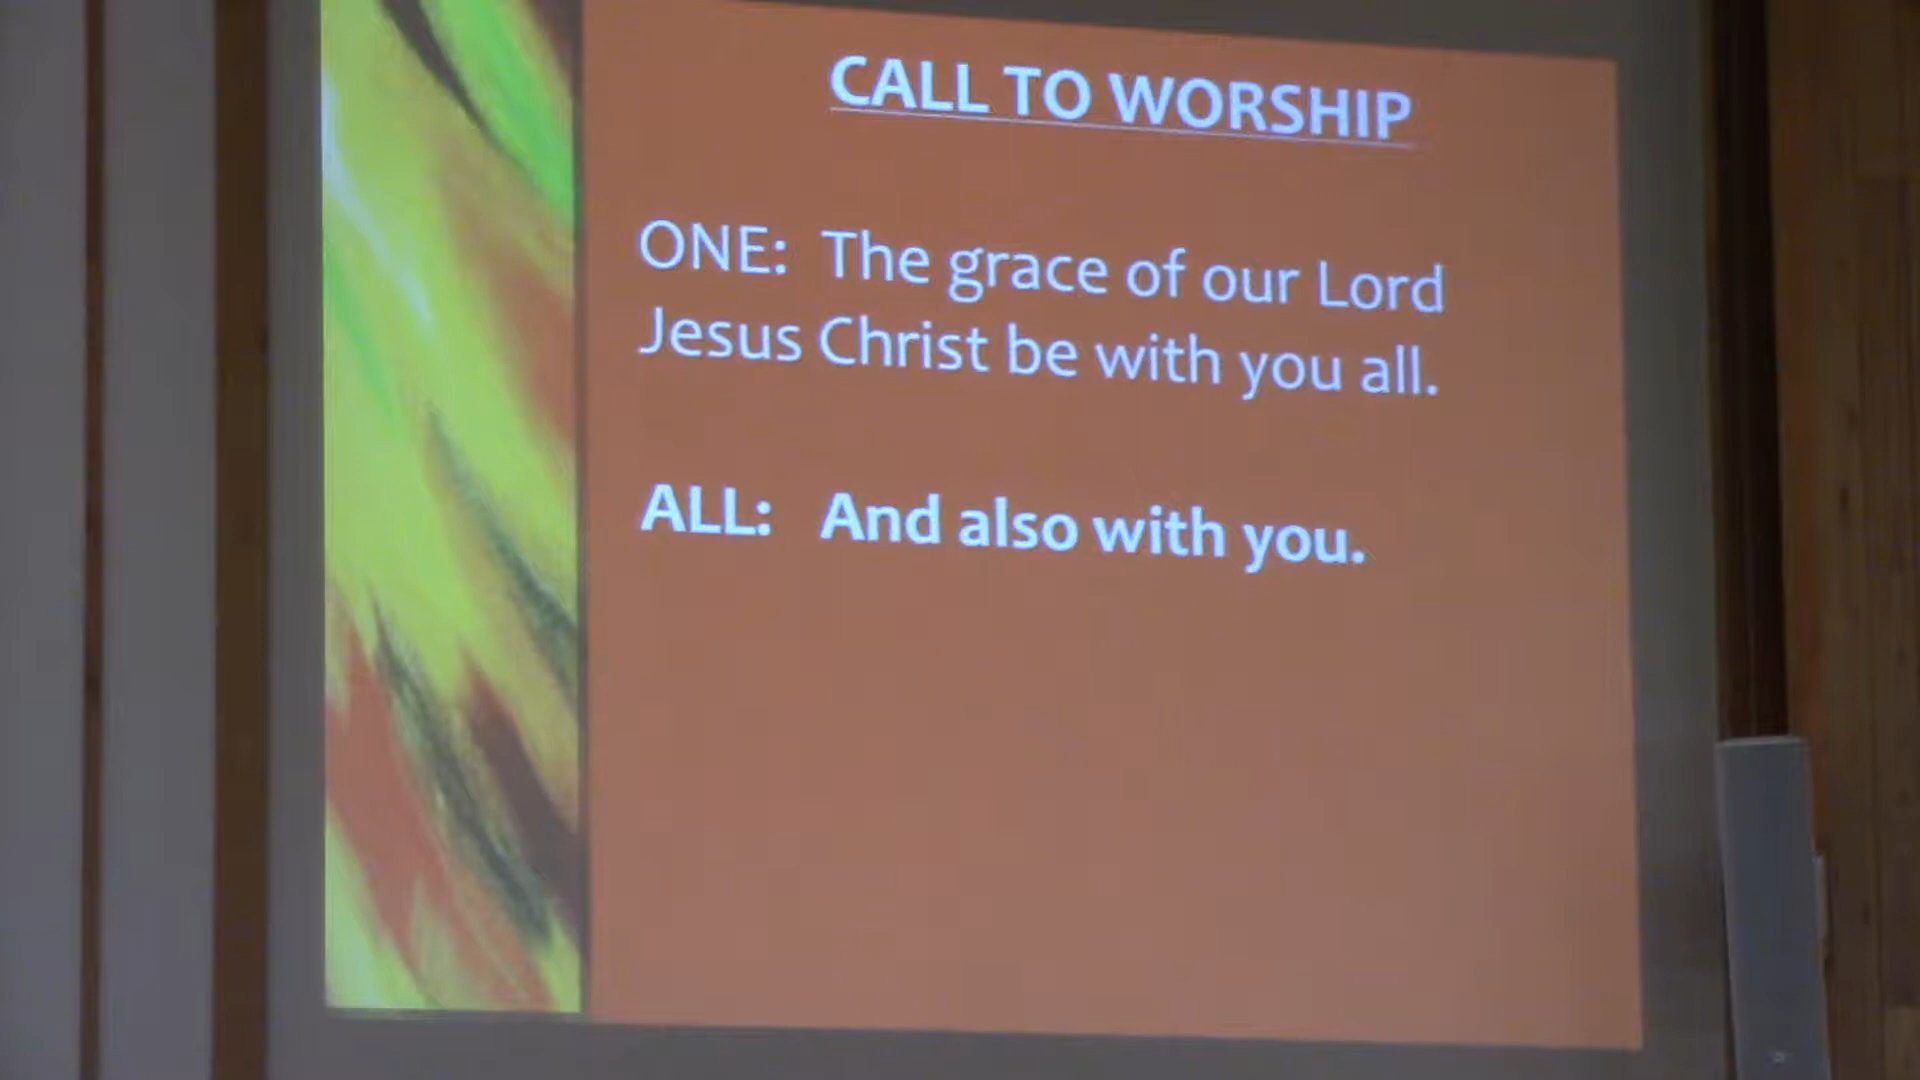 CALL TO WORSHIP
ONE: The grace of our Lord
Jesus Christ be with you all.
ALL: And also with you.